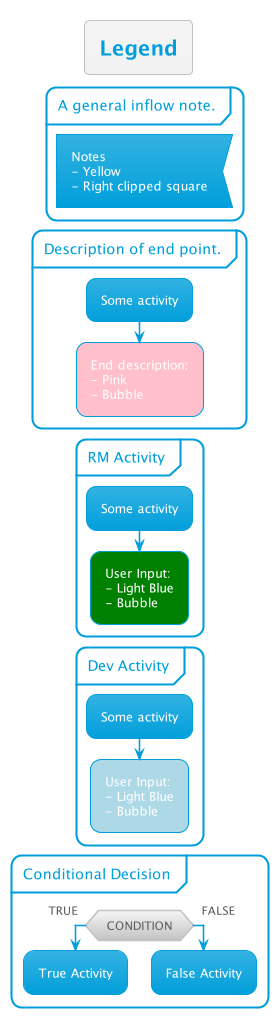 Legend
A general inflow note.
Notes
- Yellow
- Right clipped square
Description of end point.
Some activity
End description:
- Pink
- Bubble
RM Activity
Some activity
User Input:
- Light Blue
- Bubble
Dev Activity
Some activity
User Input:
- Light Blue
- Bubble
Conditional Decision
TRUE
CONDITION
FALSE
True Activity
False Activity